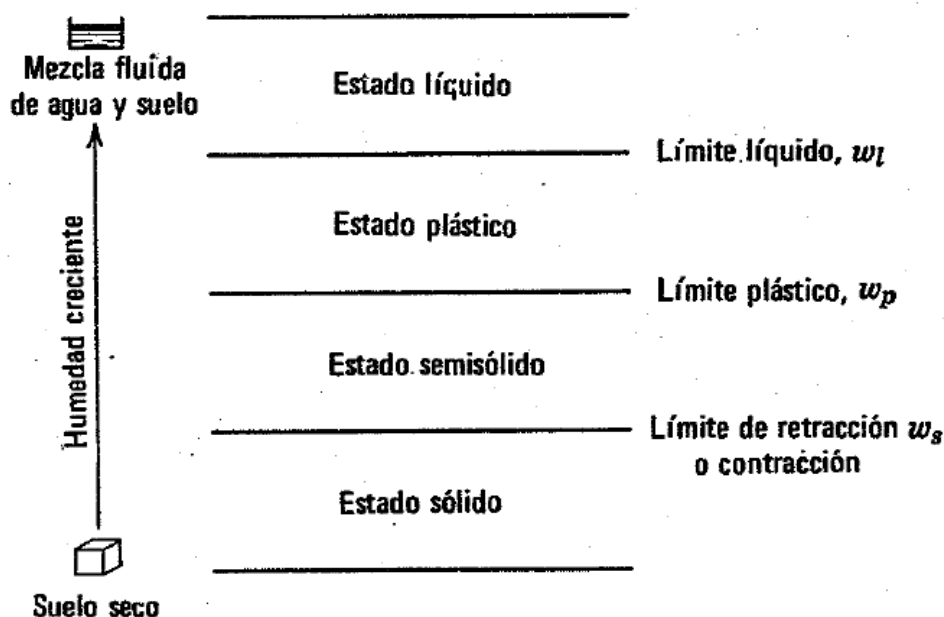 Mezcla fluída
de agua y suelo
Humedad creciente
Suelo seco
Estado líquido
Estado plástico
Estado semisólido
Estado sólido
Límite líquido, wl
Límite plástico, wp
Límite de retracción ws
o contracción